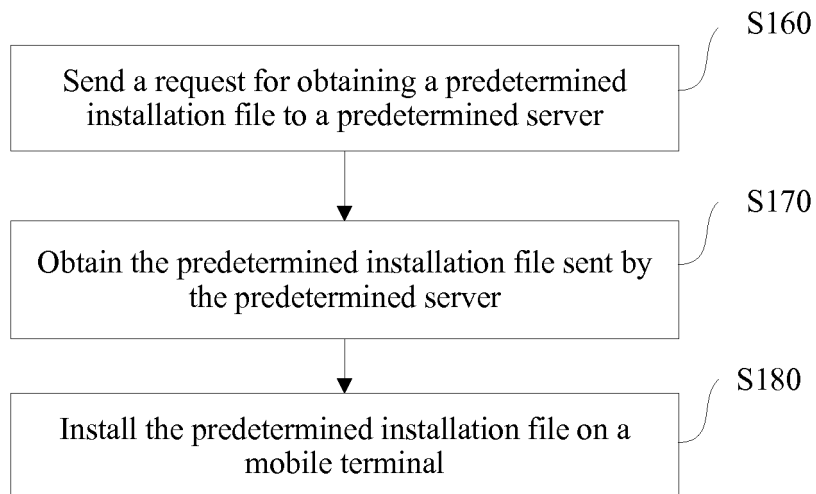 S160
Send a request for obtaining a predetermined
installation file to a predetermined server
S170
Obtain the predetermined installation file sent by
the predetermined server
S180
Install the predetermined installation file on a
mobile terminal